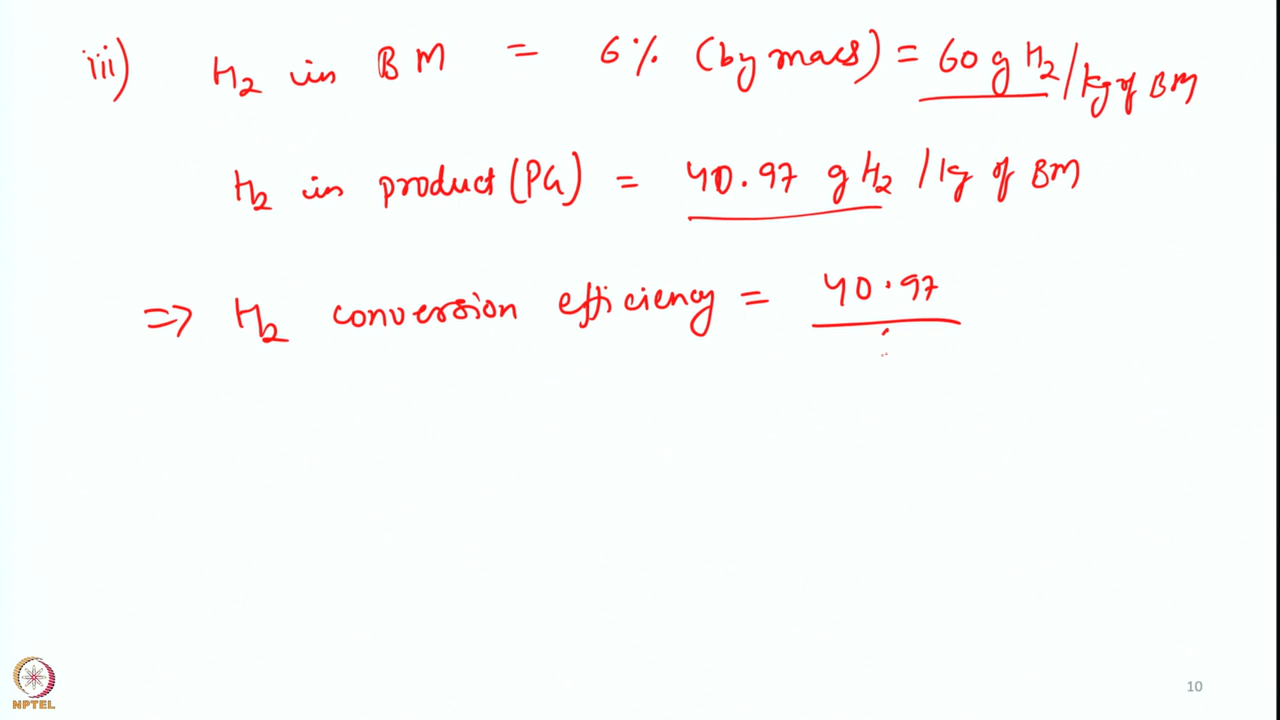 iii) H2 in BM = 6% (by mass) = 60 g H2/kg of BM
H2 in product (PG) = 40.97 g H2 / kg of BM
=> H2 conversion efficiency = 40.97
NPTEL
10